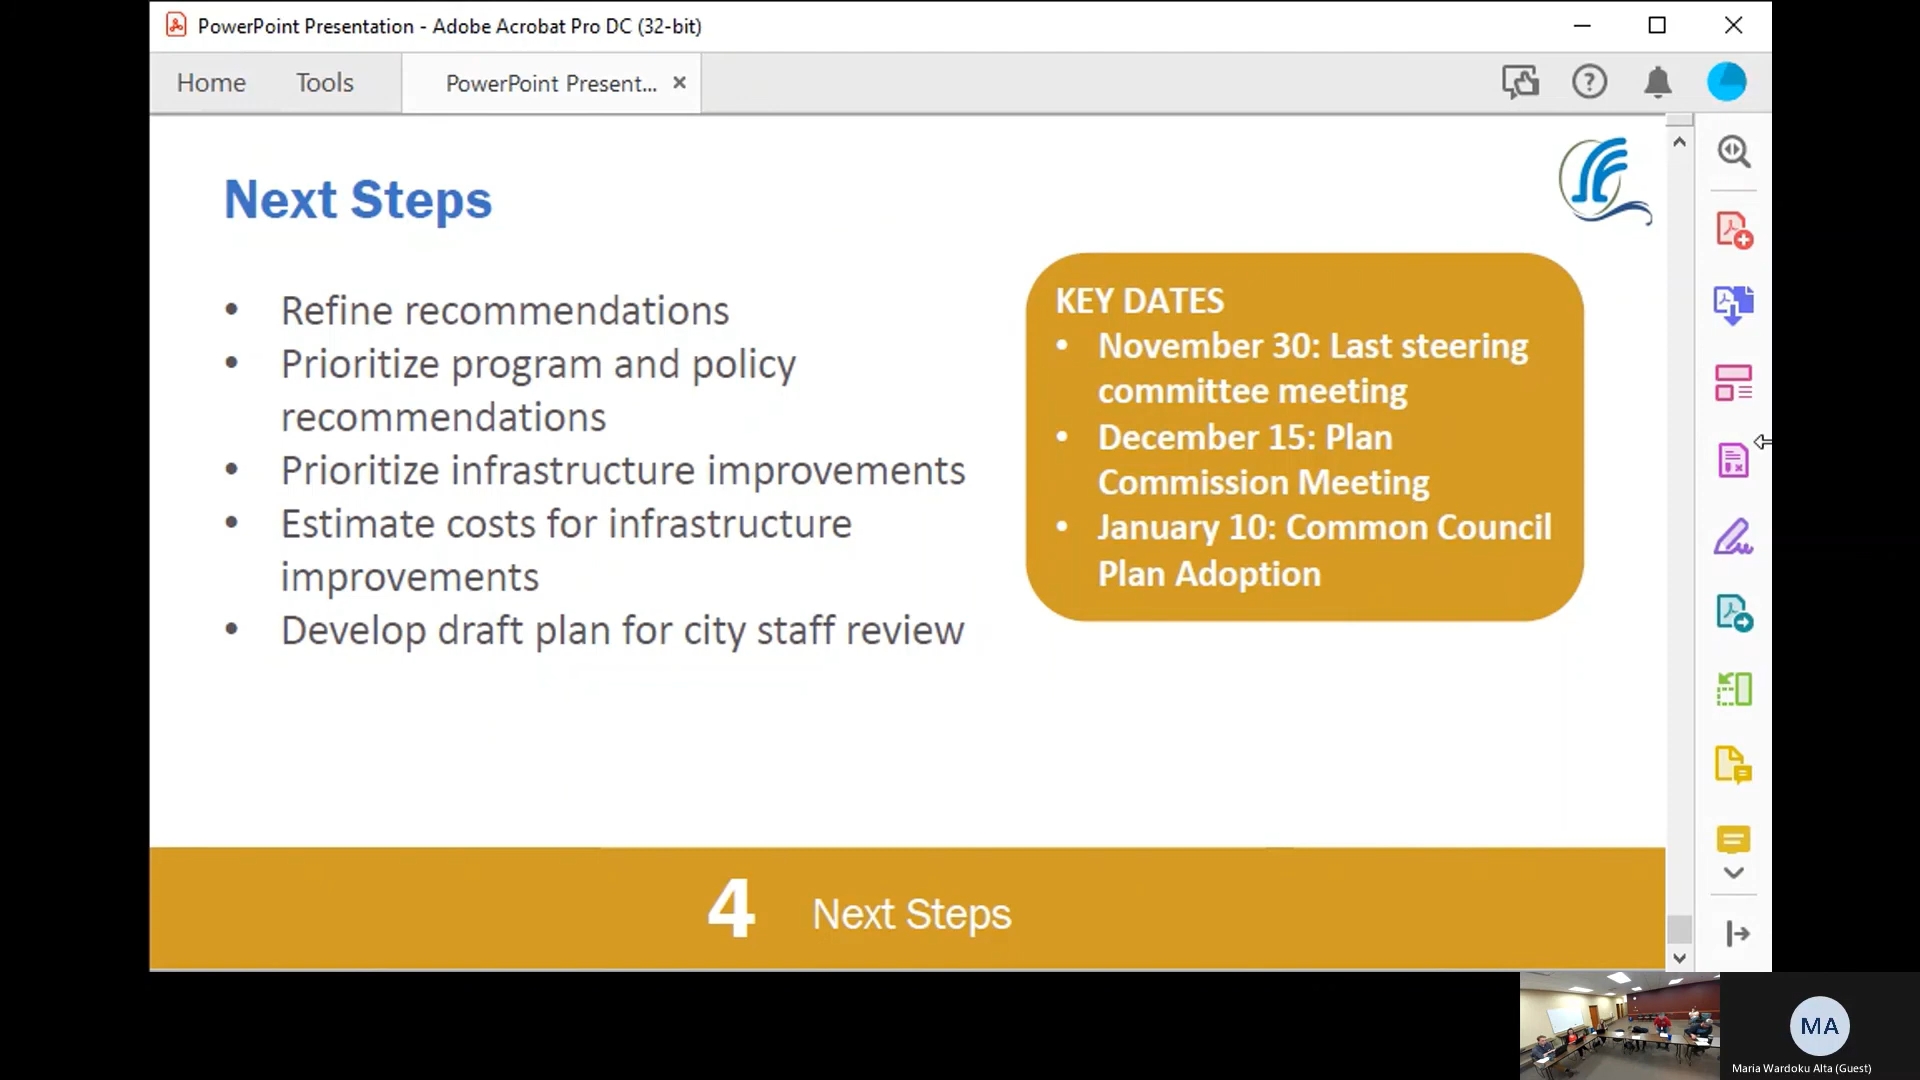 PowerPoint Presentation - Adobe Acrobat Pro DC (32-bit)
Home Tools PowerPoint Present...
Next Steps
• Refine recommendations
• Prioritize program and policy
recommendations
• Prioritize infrastructure improvements
• Estimate costs for infrastructure
improvements
• Develop draft plan for city staff review
KEY DATES
• November 30: Last steering
committee meeting
• December 15: Plan
Commission Meeting
• January 10: Common Council
Plan Adoption
4 Next Steps
MA
Maria Wardoku Alta (Guest)